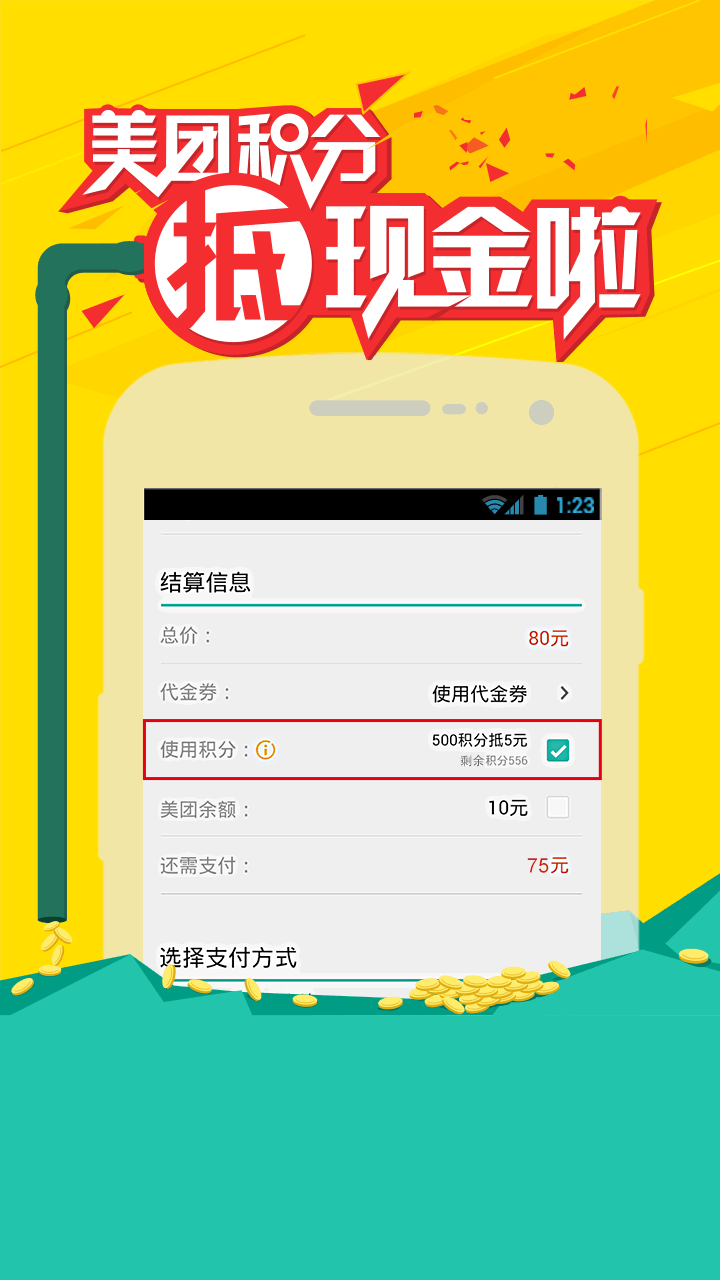 美团积分
抵现金啦
1:23
结算信息
总价： 80元
代金券： 使用代金券
使用积分： 500积分抵5元
剩余积分556
美团余额： 10元
还需支付： 75元
选择支付方式